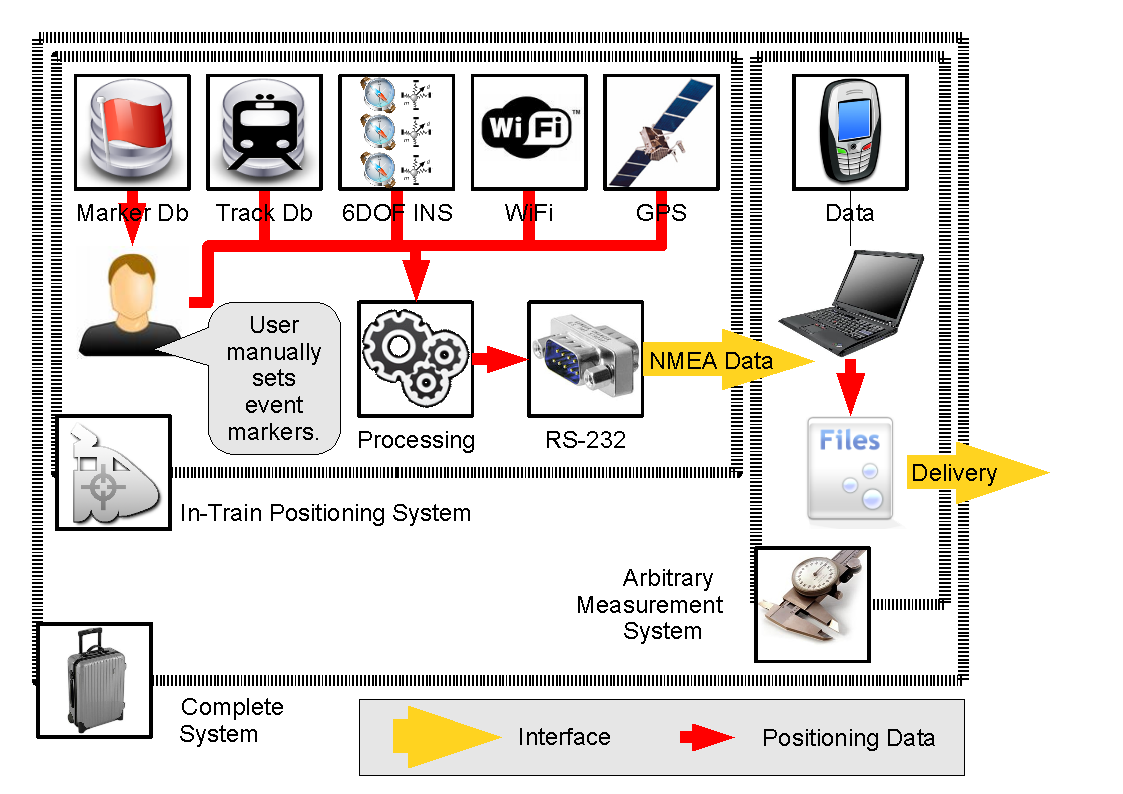 WiFi™
Marker Db
Track Db
6DOF INS
WiFi
GPS
Data
User
manually
sets
event
markers.
NMEA Data
Processing
RS-232
Files
Delivery
In-Train Positioning System
Arbitrary
Measurement
System
Complete
System
Interface
Positioning Data